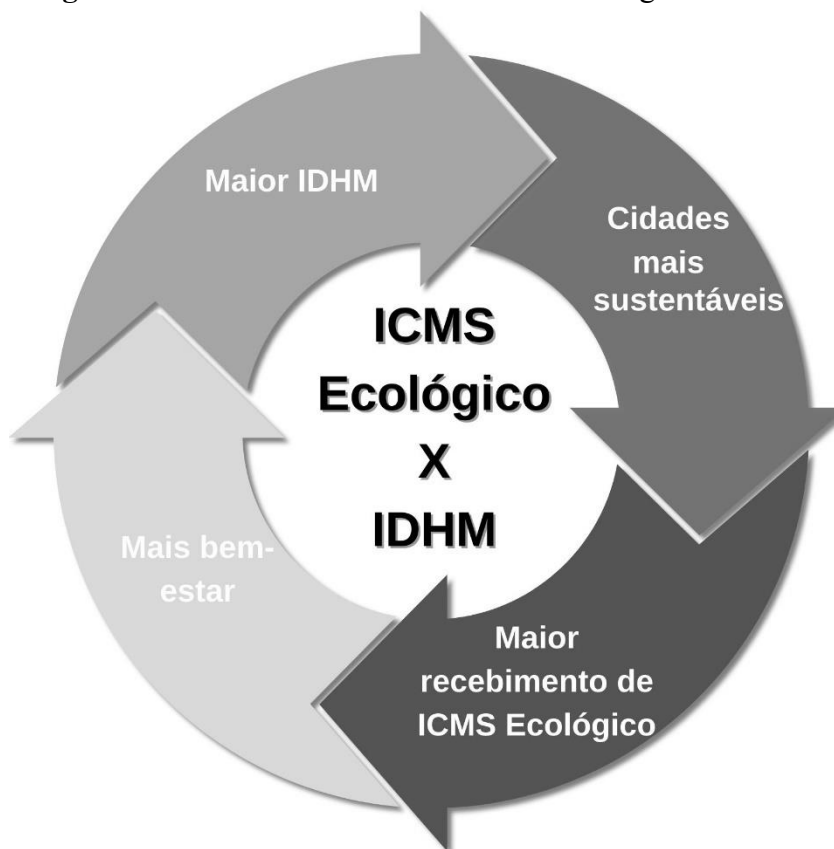 Maior IDHM
Cidades
mais
sustentáveis
ICMS
Ecológico
X
IDHM
Mais bem-
estar
Maior
recebimento de
ICMS Ecológico